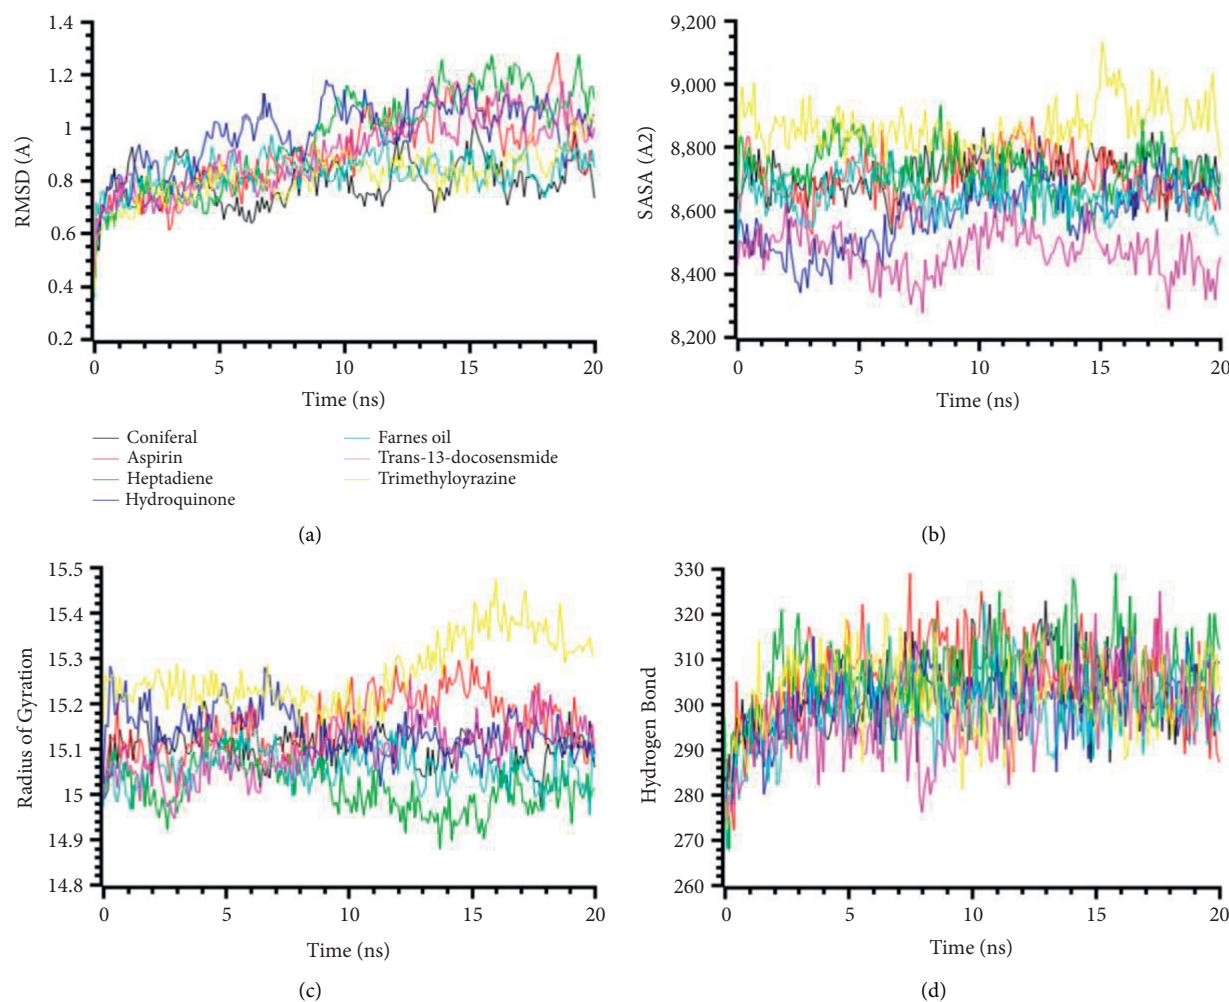 1.4
1.2
1
0.8
0.6
0.4
0.2
RMSD (A)
0 5 10 15 20
Time (ns)
Coniferal
Aspirin
Heptadiene
Hydroquinone
Farnes oil
Trans-13-docosensmide
Trimethyloyrazine
(a)
9,200
9,000
8,800
8,600
8,400
8,200
SASA (A2)
0 5 10 15 20
Time (ns)
(b)
15.5
15.4
15.3
15.2
15.1
15
14.9
14.8
Radius of Gyration
0 5 10 15 20
Time (ns)
(c)
330
320
310
300
290
280
270
260
Hydrogen Bond
0 5 10 15 20
Time (ns)
(d)